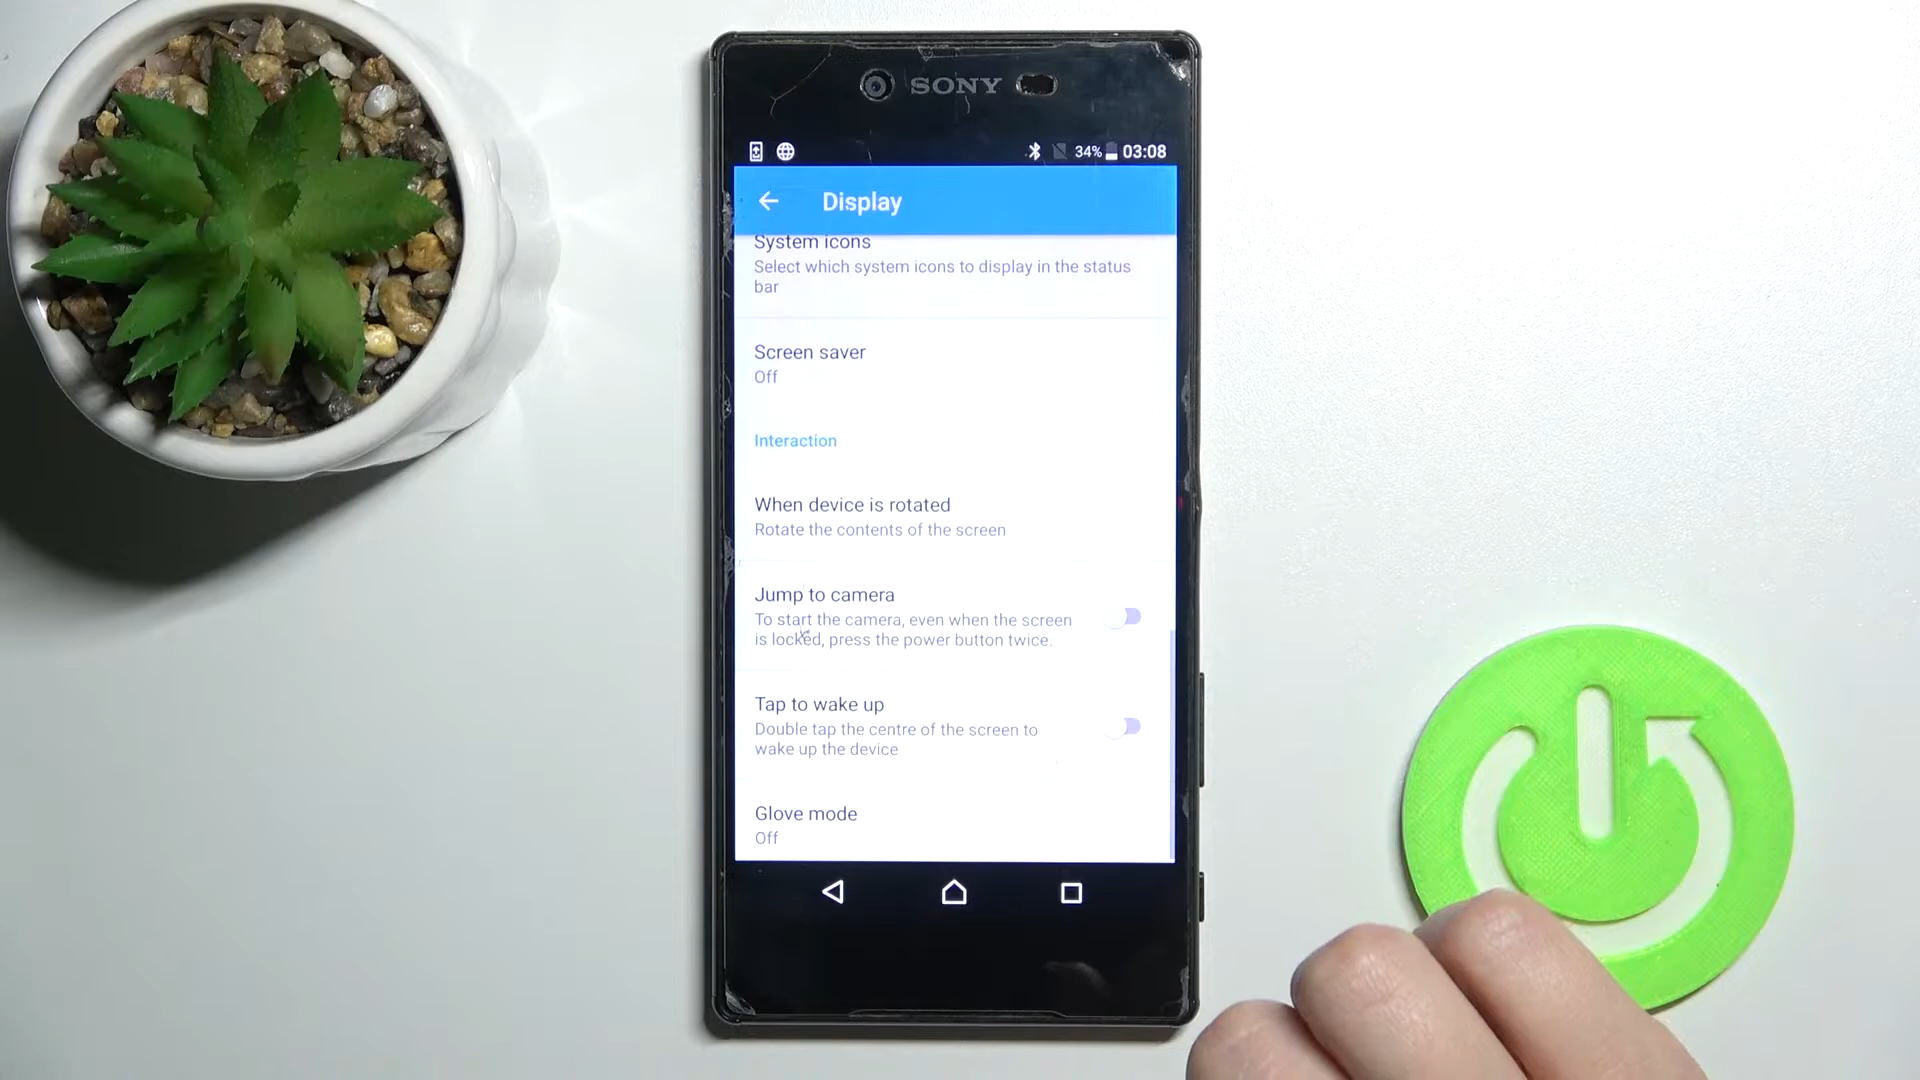 SONY
34% 03:08
Display
System icons
Select which system icons to display in the status
bar
Screen saver
Off
Interaction
When device is rotated
Rotate the contents of the screen
Jump to camera
To start the camera, even when the screen
is locked, press the power button twice.
Tap to wake up
Double tap the centre of the screen to
wake up the device
Glove mode
Off